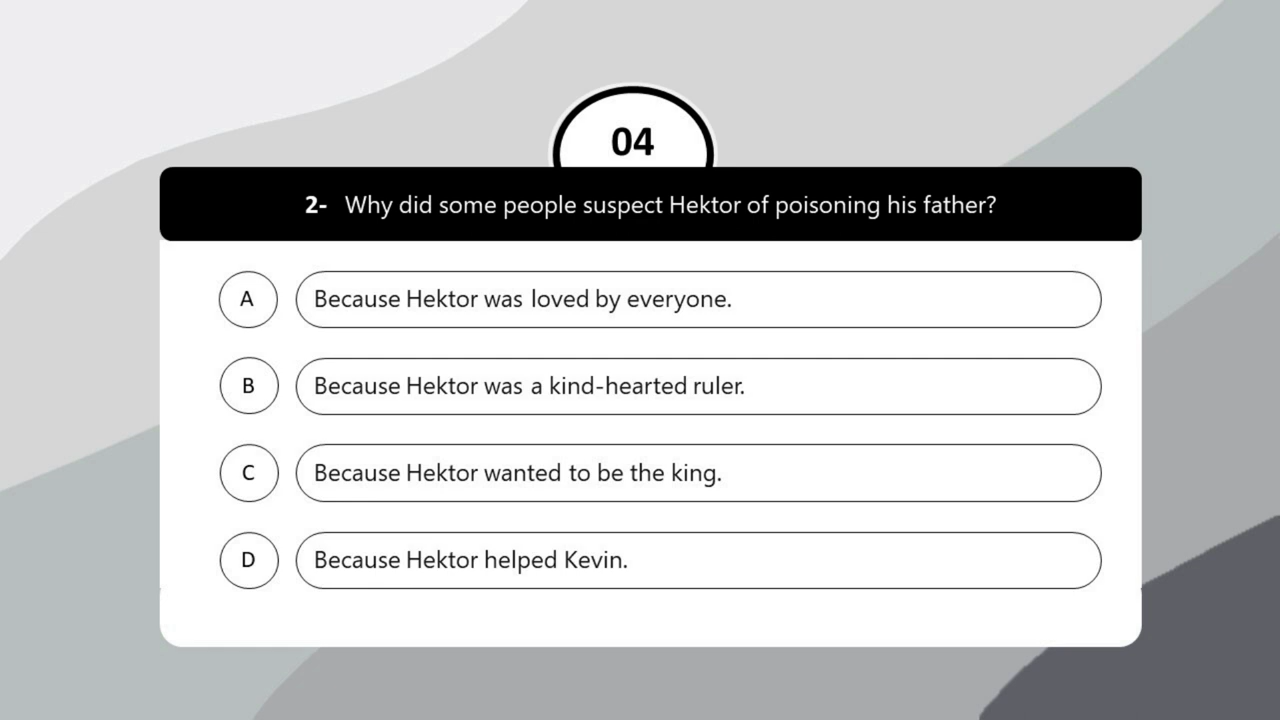 04
2- Why did some people suspect Hektor of poisoning his father?
A Because Hektor was loved by everyone.
B Because Hektor was a kind-hearted ruler.
C Because Hektor wanted to be the king.
D Because Hektor helped Kevin.